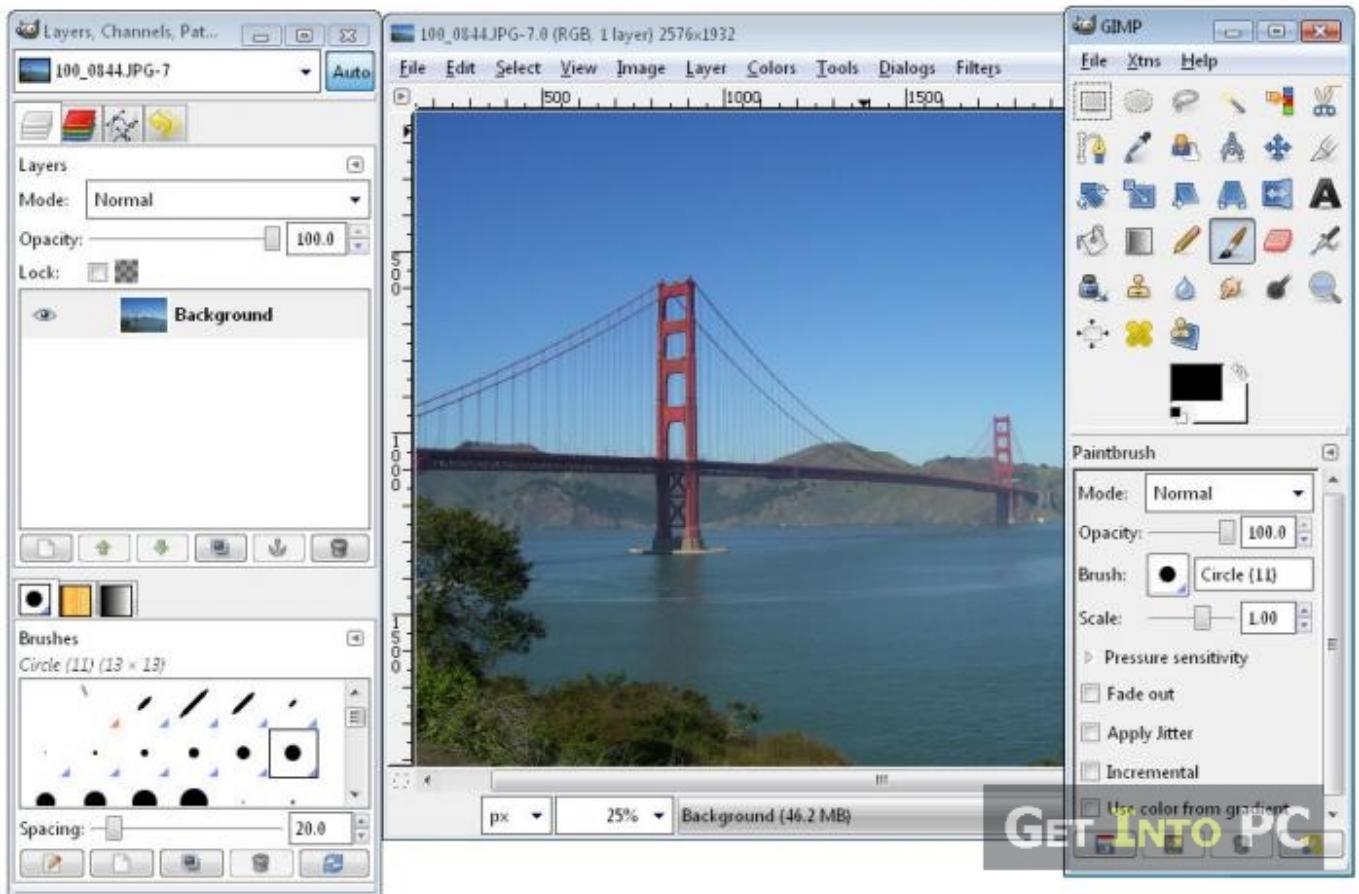 Layers, Channels, Pat...
100_0844.JPG-7
Auto
Layers
Mode: Normal
Opacity: 100.0
Lock:
Background
Brushes
Circle (11) (13 × 13)
Spacing: 20.0
100_0844.JPG-7.0 (RGB, 1 layer) 2576x1932
File Edit Select View Image Layer Colors Tools Dialogs Filters
500 1000 1500
500
1000
1500
px 25% Background (46.2 MB)
GIMP
File Xtns Help
Paintbrush
Mode: Normal
Opacity: 100.0
Brush: Circle (11)
Scale: 1.00
Pressure sensitivity
Fade out
Apply Jitter
Incremental
Use color from gradient
GET INTO PC